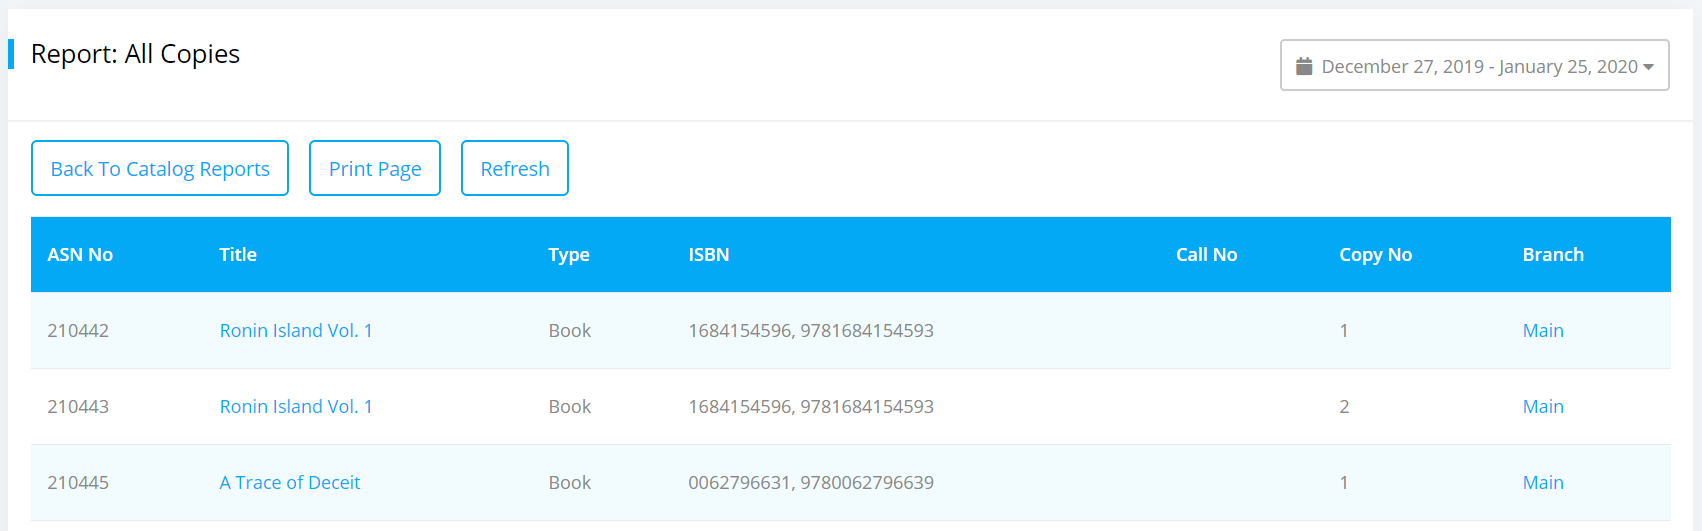 Report: All Copies
December 27, 2019 - January 25, 2020
Back To Catalog Reports Print Page Refresh
ASN No Title Type ISBN Call No Copy No Branch
210442 Ronin Island Vol. 1 Book 1684154596, 9781684154593 1 Main
210443 Ronin Island Vol. 1 Book 1684154596, 9781684154593 2 Main
210445 A Trace of Deceit Book 0062796631, 9780062796639 1 Main